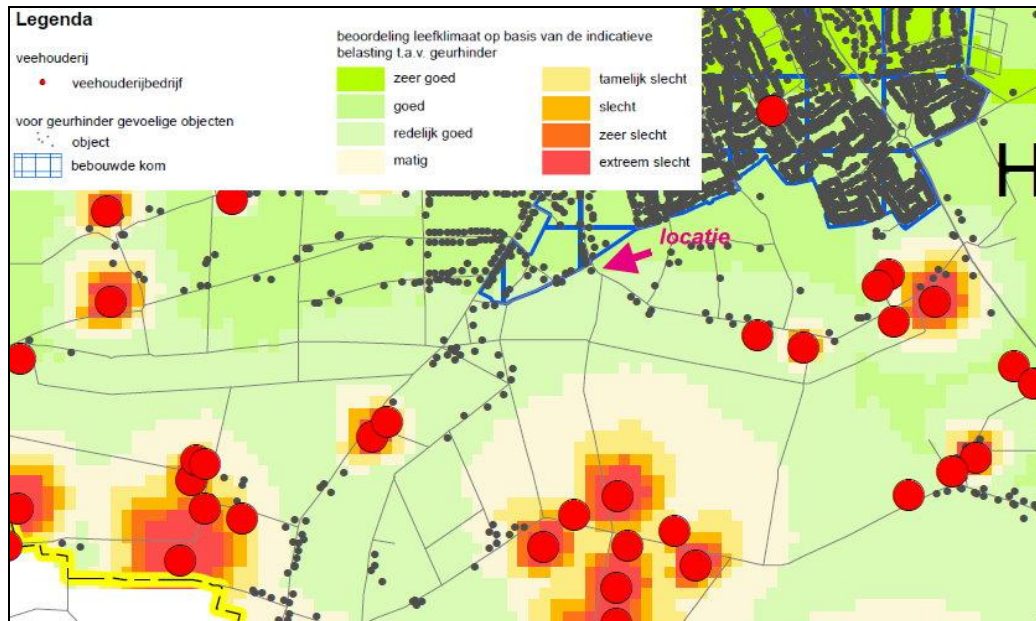 Legenda
veehouderij
veehouderijbedrijf
voor geurhinder gevoelige objecten
object
bebouwde kom
beoordeling leefklimaat op basis van de indicatieve
belasting t.a.v. geurhinder
zeer goed
goed
redelijk goed
matig
tamelijk slecht
slecht
zeer slecht
extreem slecht
H
locatie